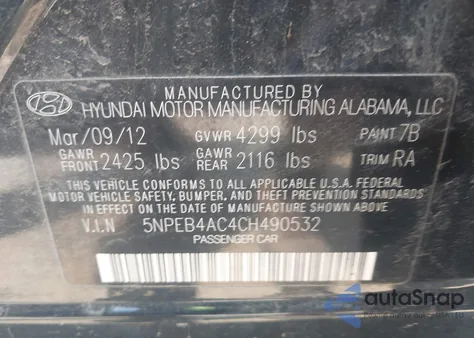 MANUFACTURED BY
HYUNDAI MOTOR MANUFACTURING ALABAMA, LLC
Mar/09/12 GVWR 4299 lbs PAINT 7B
GAWR FRONT 2425 lbs GAWR REAR 2116 lbs TRIM RA
THIS VEHICLE CONFORMS TO ALL APPLICABLE U.S.A. FEDERAL
MOTOR VEHICLE SAFETY, BUMPER, AND THEFT PREVENTION STANDARDS
IN EFFECT ON THE DATE OF MANUFACTURE SHOWN ABOVE.
V.I.N 5NPEB4AC4CH490532
PASSENGER CAR
autoSnap